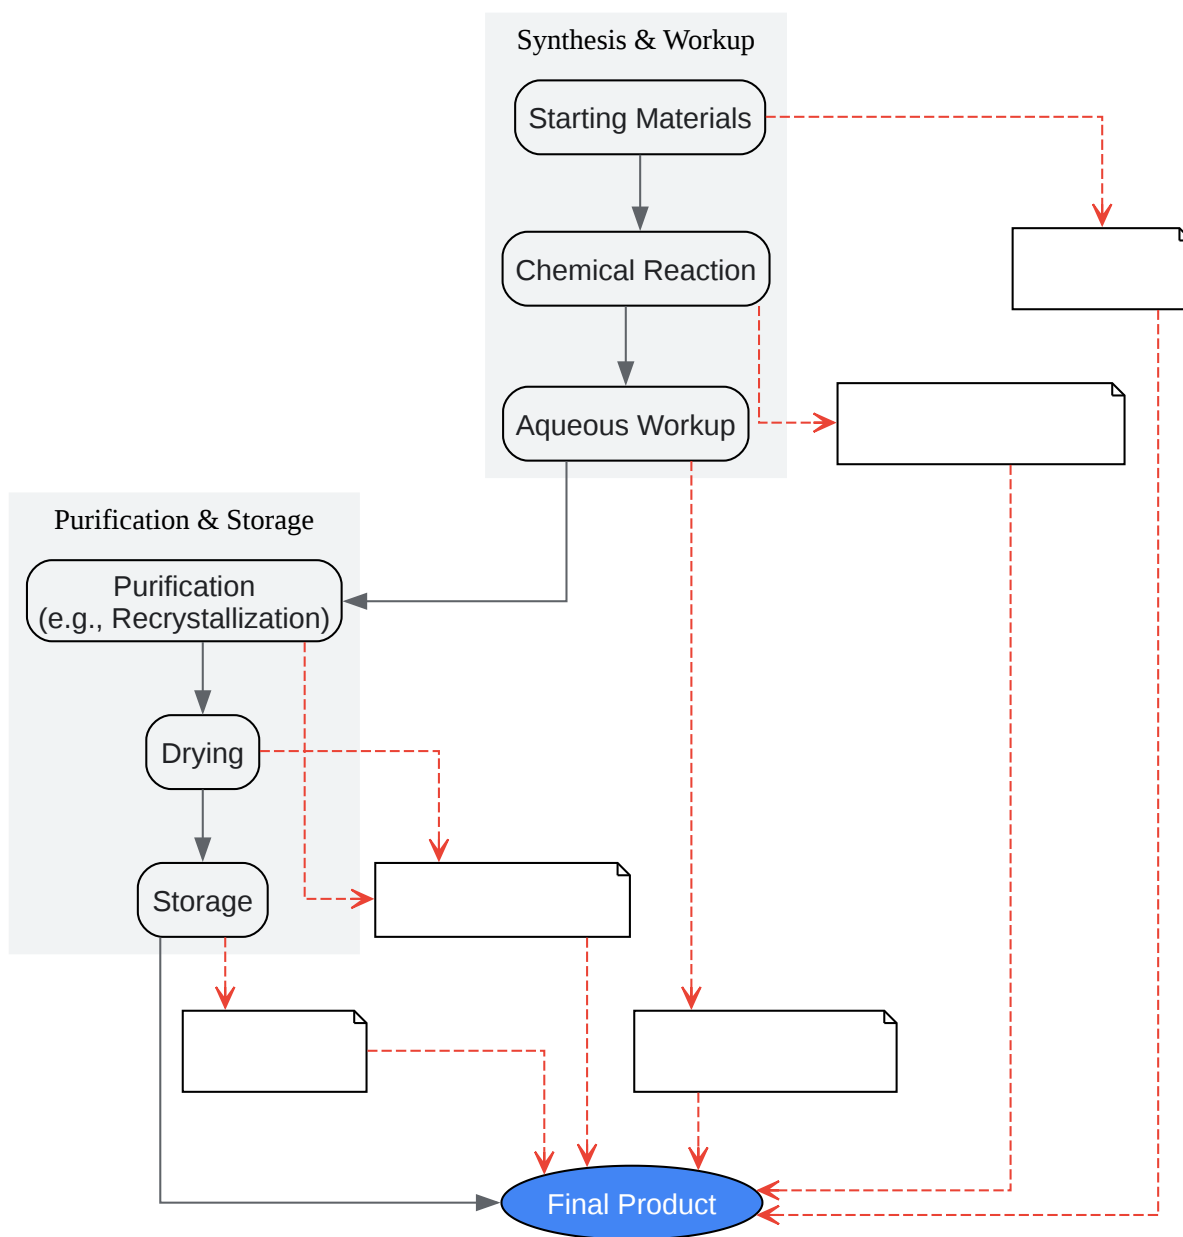 Synthesis & Workup
Starting Materials
Chemical Reaction
Aqueous Workup
Purification & Storage
Purification
(e.g., Recrystallization)
Drying
Storage
Final Product